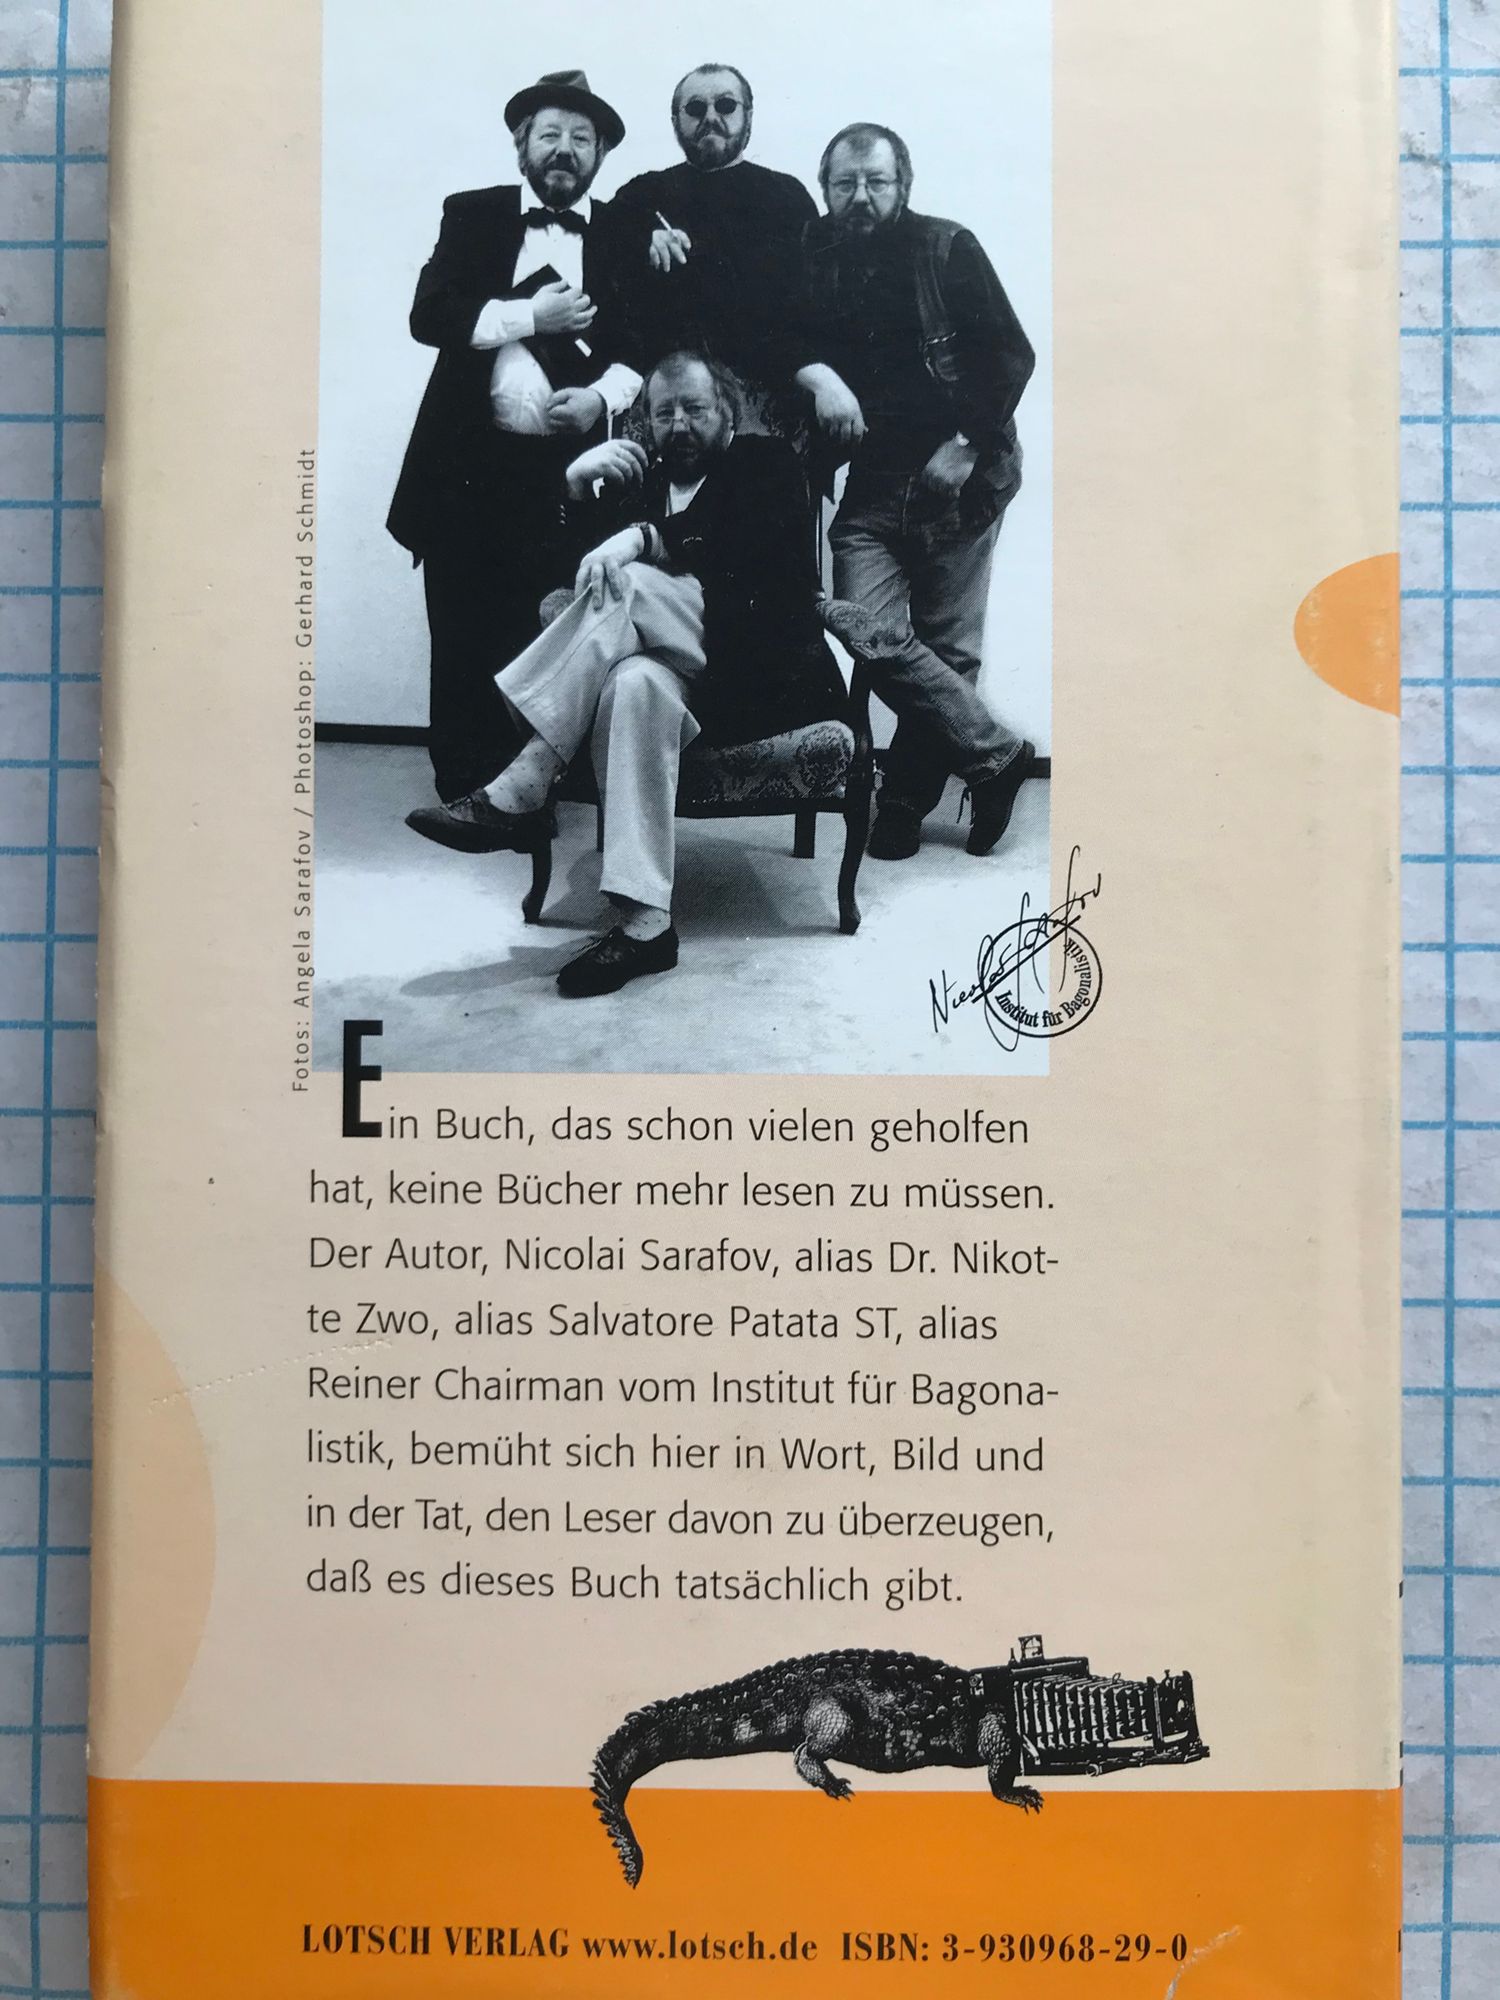 Fotos: Angela Sarafov / Photoshop: Gerhard Schmidt
Nicolai Sarafov
Institut für Bagonalistik
Ein Buch, das schon vielen geholfen
hat, keine Bücher mehr lesen zu müssen.
Der Autor, Nicolai Sarafov, alias Dr. Nikot-
te Zwo, alias Salvatore Patata ST, alias
Reiner Chairman vom Institut für Bagona-
listik, bemüht sich hier in Wort, Bild und
in der Tat, den Leser davon zu überzeugen,
daß es dieses Buch tatsächlich gibt.
LOTSCH VERLAG www.lotsch.de ISBN: 3-930968-29-0